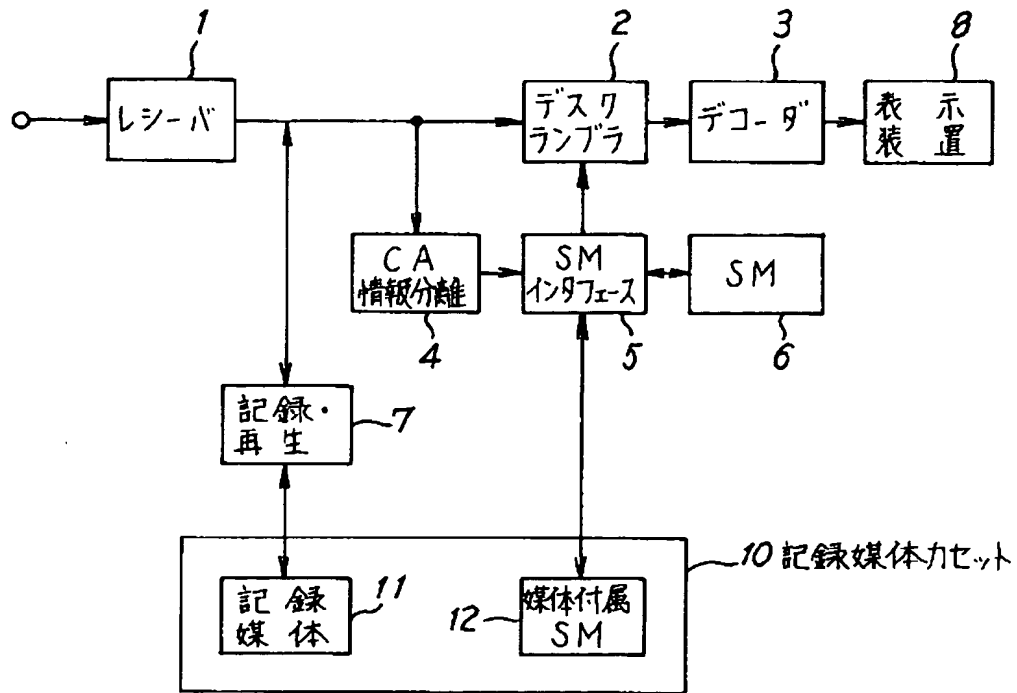 1
2
3
8
レシーバ
デスク
ランブラ
デコーダ
表示
装置
CA
情報分離
SM
インタフェース
SM
4
5
6
記録・
再生
7
10 記録媒体カセット
記録
媒体
11
12
媒体付属
SM